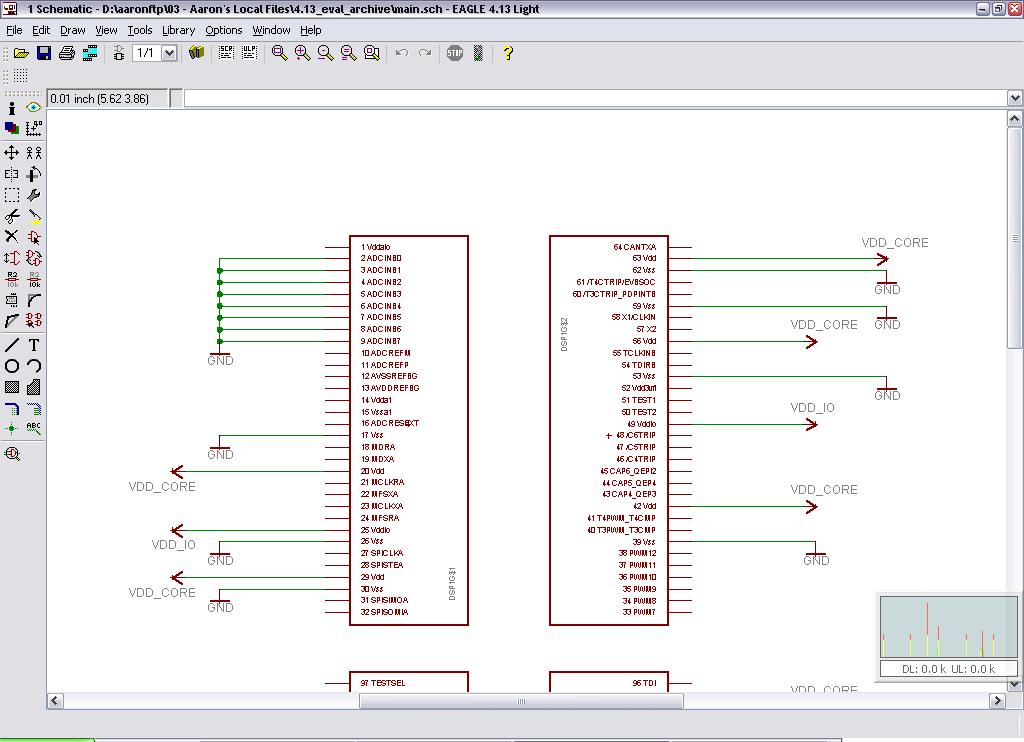 1 Schematic - D:\aaronftp\03 - Aaron's Local Files\4.13_eval_archive\main.sch - EAGLE 4.13 Light
File Edit Draw View Tools Library Options Window Help
1/1 SCR ULP STOP ?
0.01 inch (5.62 3.86)
R2 R2
10k 10k
T
ABC
1 Vddaio
2 ADCINB0
3 ADCINB1
4 ADCINB2
5 ADCINB3
6 ADCINB4
7 ADCINB5
8 ADCINB6
9 ADCINB7
10 ADCREFM
11 ADCREFP
12 AVSSREFBG
13 AVDDREFBG
14 Vdda1
15 Vssa1
16 ADCRESEXT
17 Vss
18 MDRA
19 MDXA
20 Vdd
21 MCLKRA
22 MFSXA
23 MCLKXA
24 MFSRA
25 Vddio
26 Vss
27 SPICLKA
28 SPISTEA
29 Vdd
30 Vss
31 SPISIMOA
32 SPISOMIA
DSP1G$1
GND
GND
VDD_CORE
VDD_IO
GND
VDD_CORE
GND
64 CANTXA
63 Vdd
62 Vss
61 /T4CTRIP/EVBSOC
60 /T3CTRIP_PDPINTB
59 Vss
58 X1/CLKIN
57 X2
56 Vdd
55 TCLKINB
54 TDIRB
53 Vss
52 Vdd3vfl
51 TEST1
50 TEST2
49 Vddio
48 /C6TRIP
47 /C5TRIP
46 /C4TRIP
45 CAP6_QEPI2
44 CAP5_QEP4
43 CAP4_QEP3
42 Vdd
41 T4PWM_T4CMP
40 T3PWM_T3CMP
39 Vss
38 PWM12
37 PWM11
36 PWM10
35 PWM9
34 PWM8
33 PWM7
DSP1G$2
VDD_CORE
GND
GND
VDD_CORE
GND
VDD_IO
VDD_CORE
GND
DL: 0.0 k UL: 0.0 k
97 TESTSEL
96 TDI
VDD_CORE